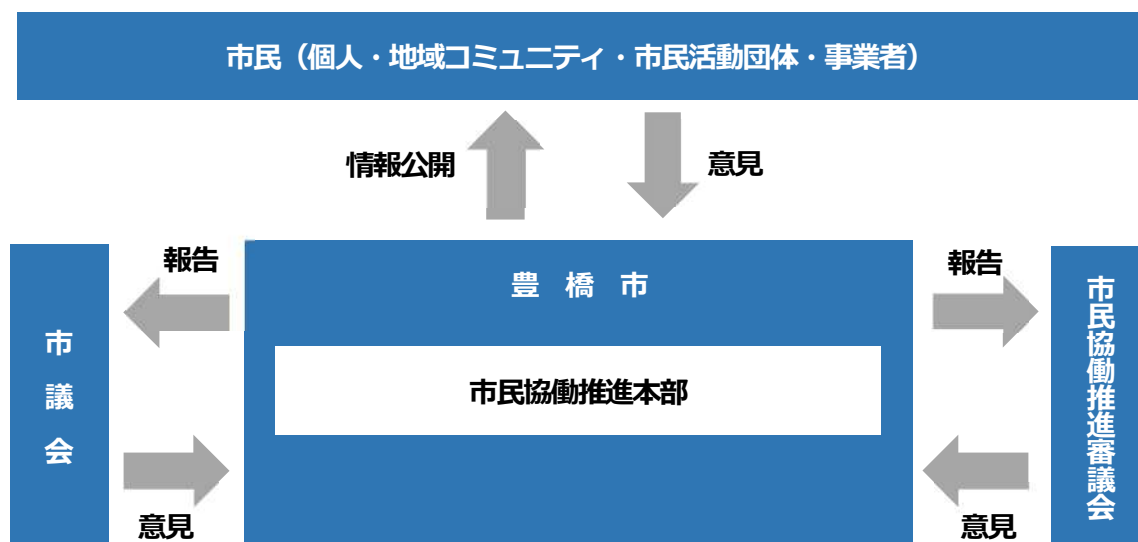 市民（個人・地域コミュニティ・市民活動団体・事業者）
情報公開
意見
報告
報告
豊橋市
市民協働推進本部
市議会
市民協働推進審議会
意見
意見